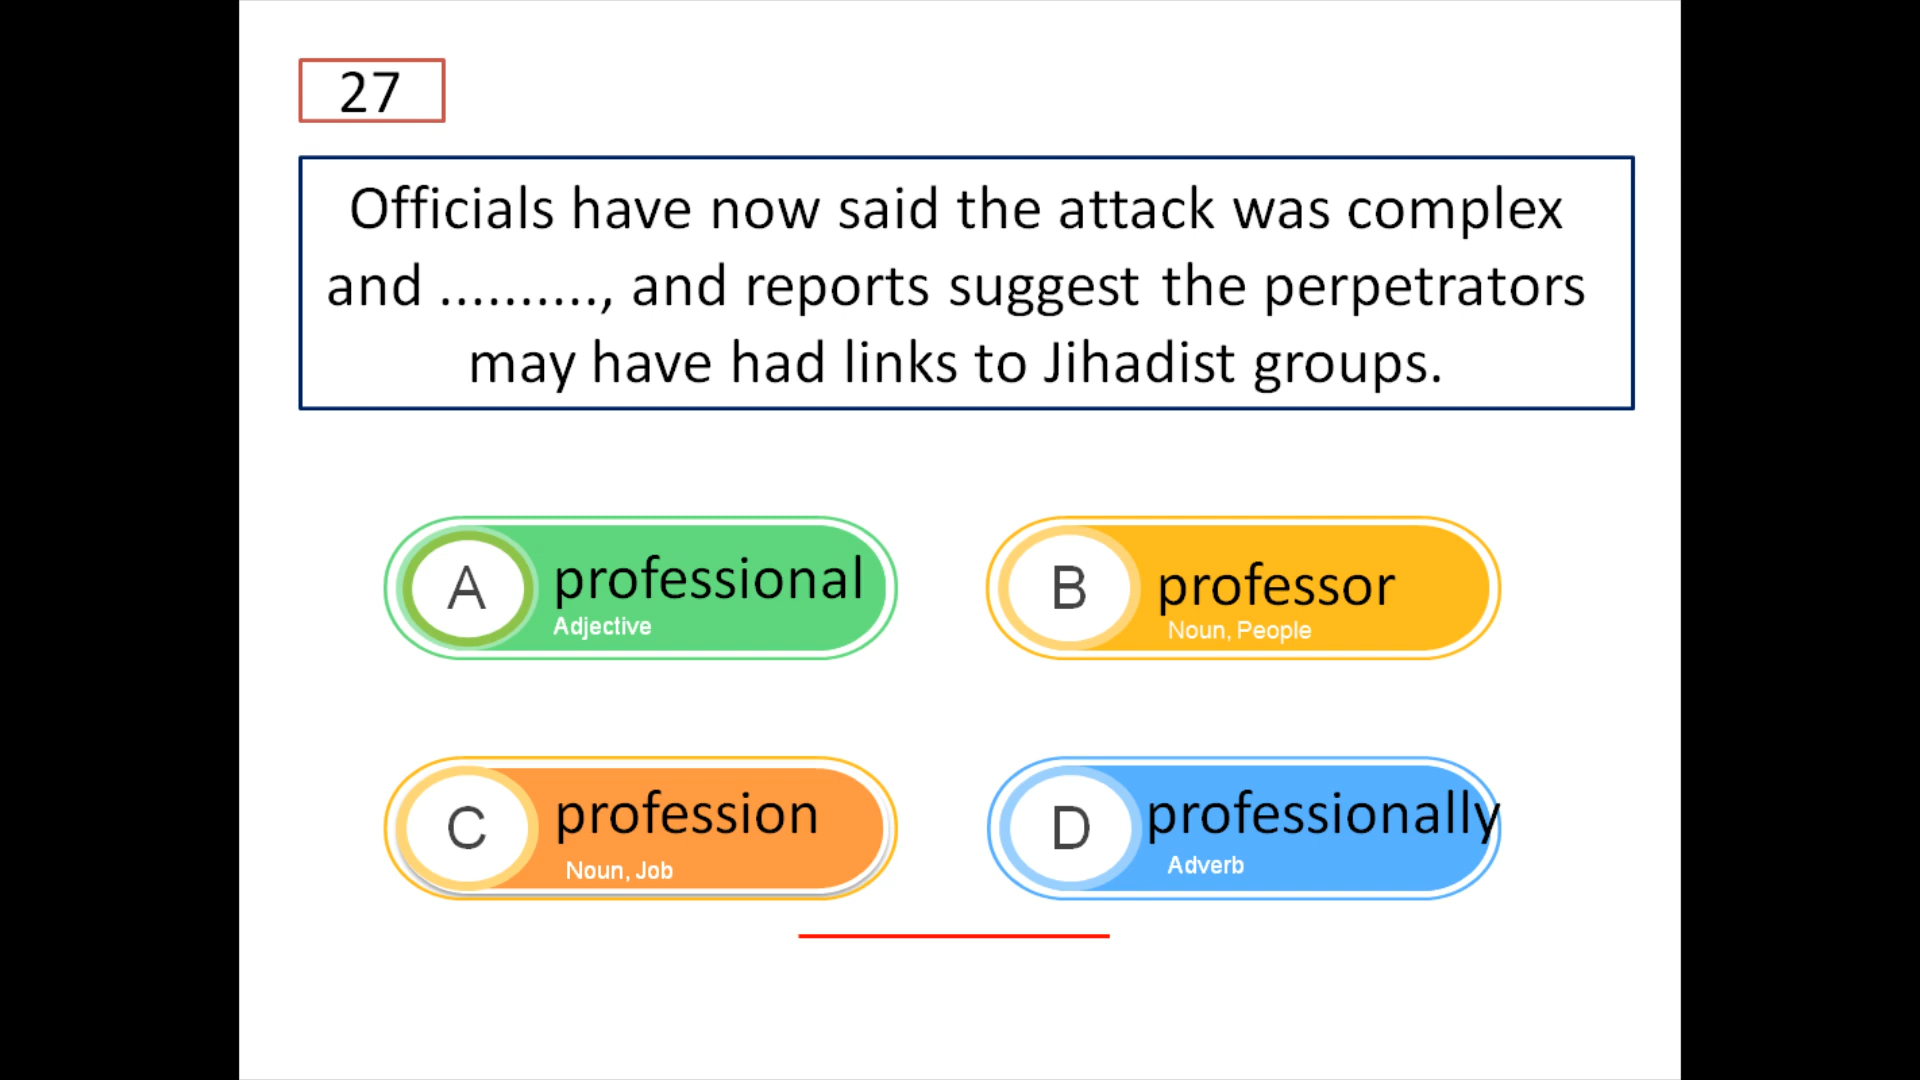 27
Officials have now said the attack was complex
and .........., and reports suggest the perpetrators
may have had links to Jihadist groups.
A professional
Adjective
B professor
Noun, People
C profession
Noun, Job
D professionally
Adverb